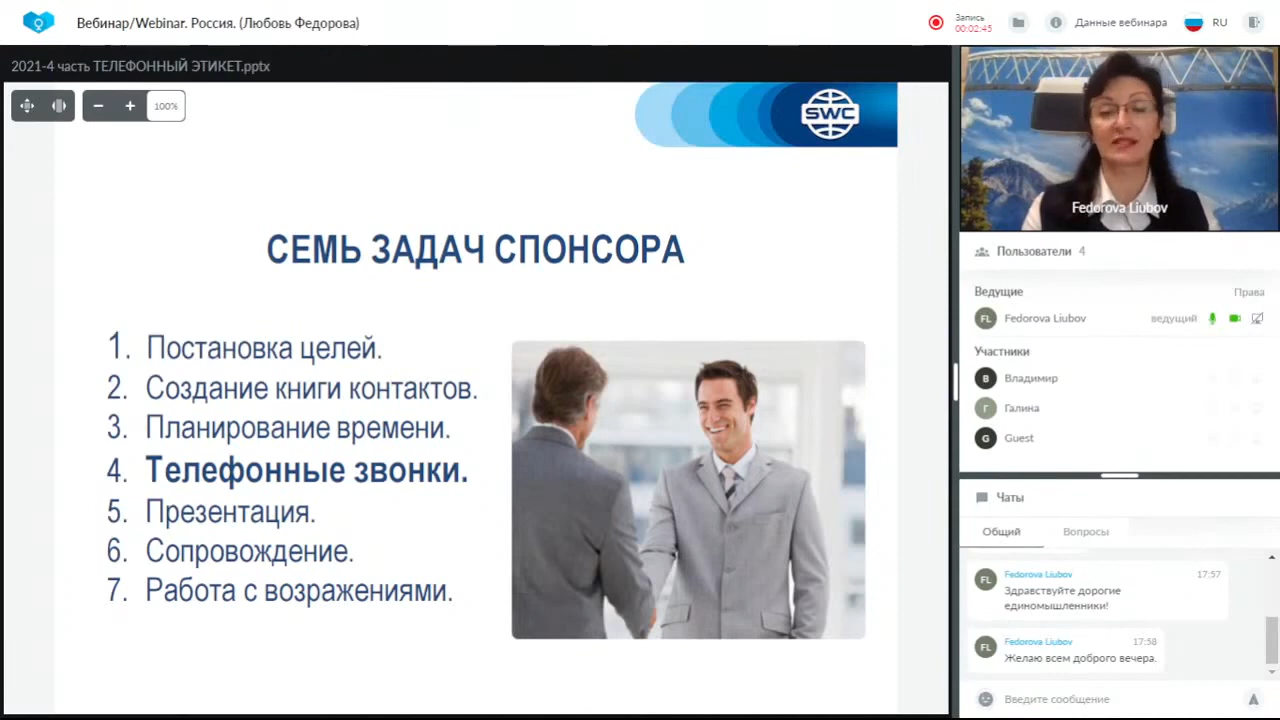 Вебинар/Webinar. Россия. (Любовь Федорова)
Запись
00:02:45
Данные вебинара
RU
2021-4 часть ТЕЛЕФОННЫЙ ЭТИКЕТ.pptx
100%
SWC
СЕМЬ ЗАДАЧ СПОНСОРА
1. Постановка целей.
2. Создание книги контактов.
3. Планирование времени.
4. Телефонные звонки.
5. Презентация.
6. Сопровождение.
7. Работа с возражениями.
Fedorova Liubov
Пользователи 4
Ведущие Права
FL Fedorova Liubov ведущий
Участники
В Владимир
Г Галина
G Guest
Чаты
Общий Вопросы
FL Fedorova Liubov 17:57
Здравствуйте дорогие
единомышленники!
FL Fedorova Liubov 17:58
Желаю всем доброго вечера.
Введите сообщение